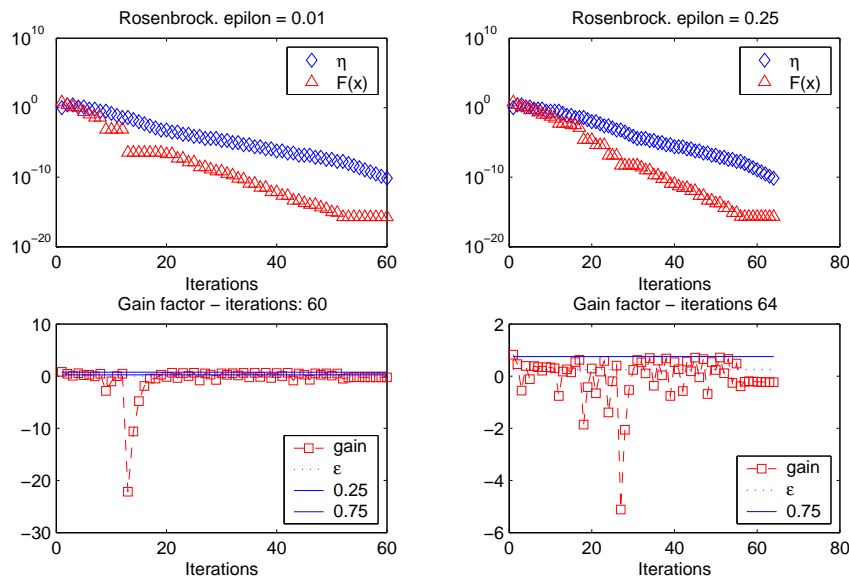 Rosenbrock. epilon = 0.01
10^10
10^0
10^−10
10^−20
0
20
40
60
Iterations
η
F(x)
Rosenbrock. epilon = 0.25
10^10
10^0
10^−10
10^−20
0
20
40
60
80
Iterations
η
F(x)
Gain factor − iterations: 60
10
0
−10
−20
−30
0
20
40
60
Iterations
gain
ε
0.25
0.75
Gain factor − iterations 64
2
0
−2
−4
−6
0
20
40
60
80
Iterations
gain
ε
0.75